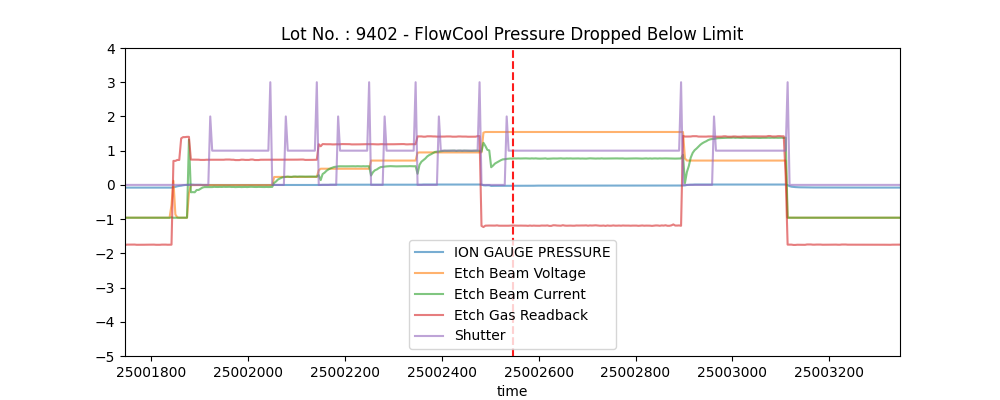 Lot No. : 9402 - FlowCool Pressure Dropped Below Limit
4
3
2
1
0
−1
−2
−3
−4
−5
ION GAUGE PRESSURE
Etch Beam Voltage
Etch Beam Current
Etch Gas Readback
Shutter
25001800 25002000 25002200 25002400 25002600 25002800 25003000 25003200
time